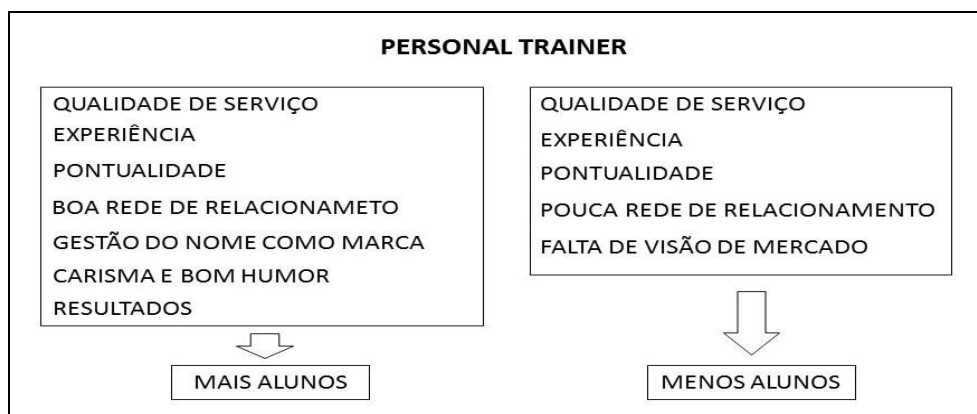 PERSONAL TRAINER
QUALIDADE DE SERVIÇO
EXPERIÊNCIA
PONTUALIDADE
BOA REDE DE RELACIONAMETO
GESTÃO DO NOME COMO MARCA
CARISMA E BOM HUMOR
RESULTADOS
MAIS ALUNOS
QUALIDADE DE SERVIÇO
EXPERIÊNCIA
PONTUALIDADE
POUCA REDE DE RELACIONAMENTO
FALTA DE VISÃO DE MERCADO
MENOS ALUNOS